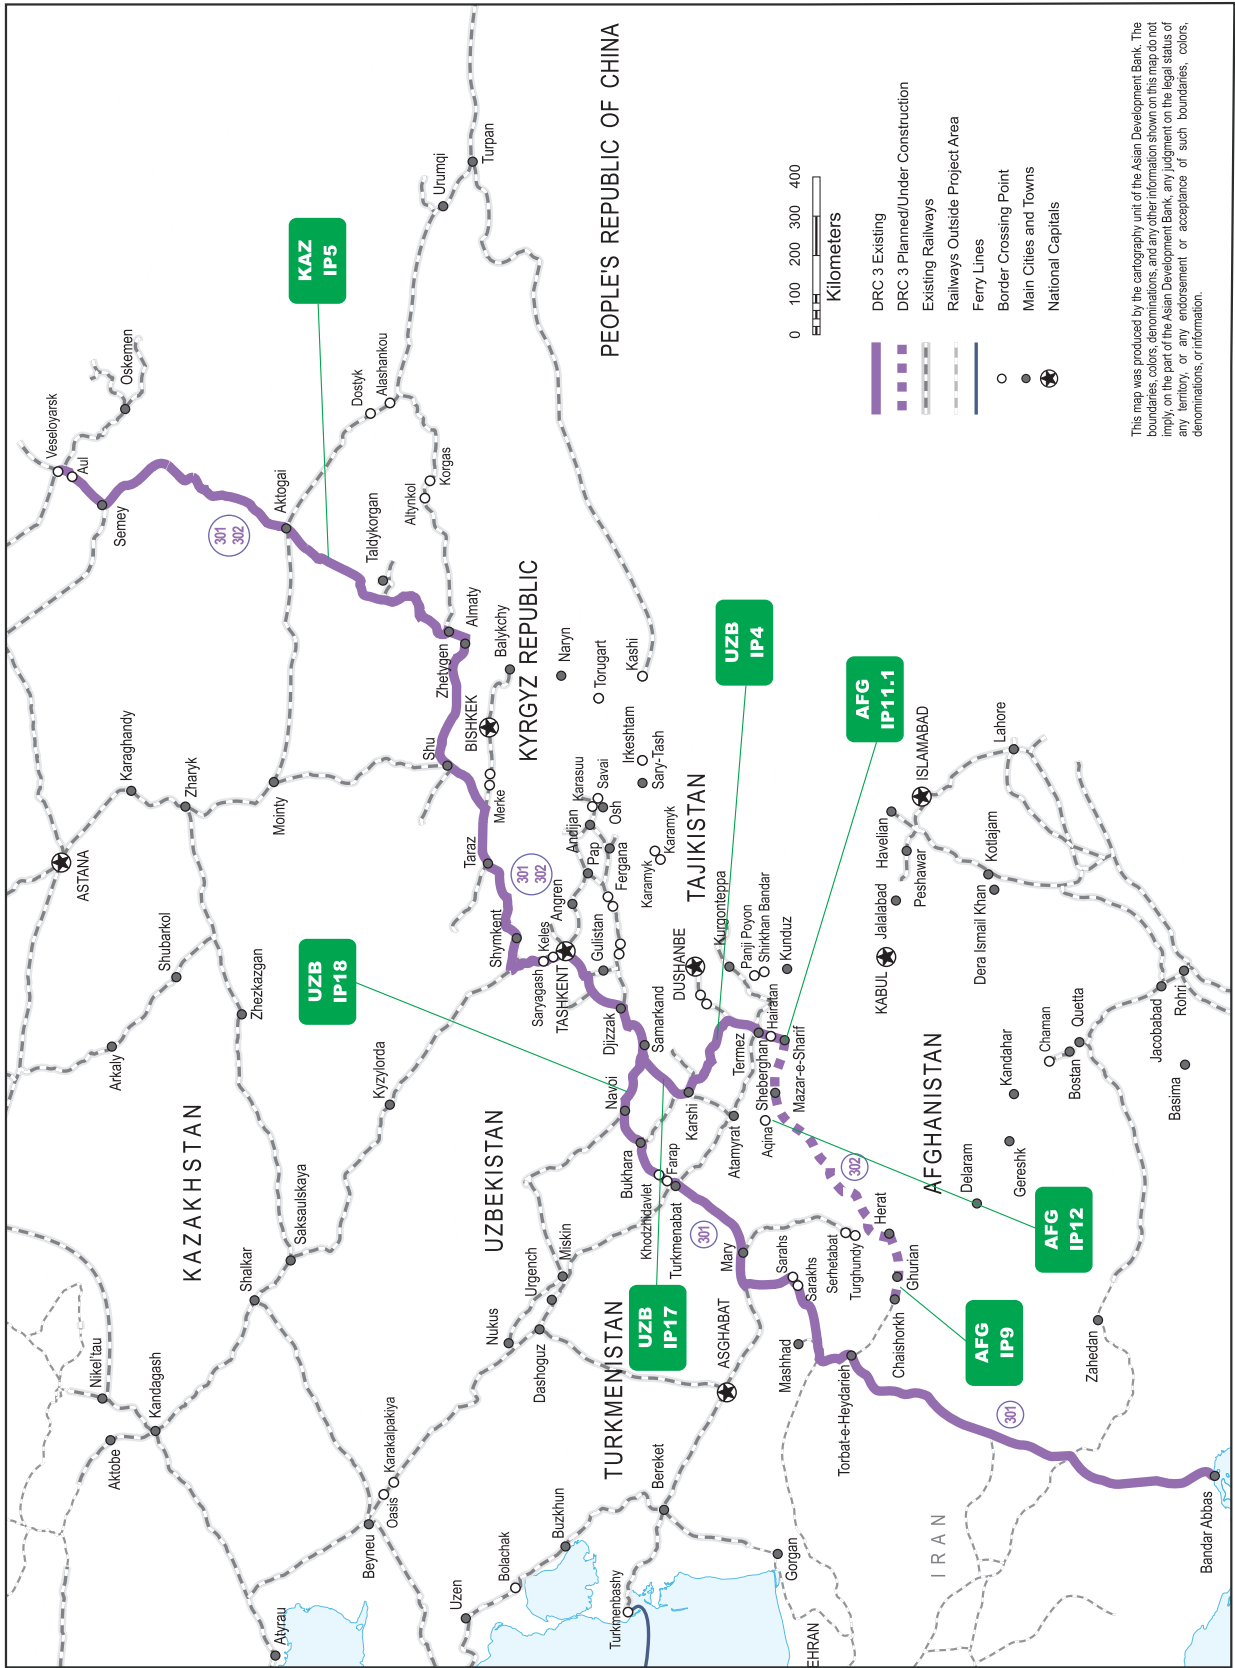 PEOPLE'S REPUBLIC OF CHINA
KAZAKHSTAN
UZBEKISTAN
TURKMENISTAN
KYRGYZ REPUBLIC
TAJIKISTAN
AFGHANISTAN
IRAN
KAZ
IP5
UZB
IP18
UZB
IP4
AFG
IP11.1
UZB
IP17
AFG
IP12
AFG
IP9
301
302
301
302
301
302
301
Veseloyarsk
Aul
Oskemen
Semey
Aktogai
Dostyk
Alashankou
Urumqi
Turpan
Taldykorgan
Altynkol
Korgas
Almaty
Zhetygen
Balykchy
BISHKEK
Naryn
Torugart
Kashi
Shu
Merke
Karaghandy
Zharyk
Mointy
ASTANA
Taraz
Karasuu
Savai
Andijan
Osh
Pap
Irkeshtam
Sary-Tash
Karamyk
Karamyk
Fergana
Angren
Shymkent
Keles
Saryagash
TASHKENT
Gulistan
Djizzak
Samarkand
DUSHANBE
Kurgonteppa
Panji Poyon
Shirkhan Bandar
Kunduz
Hairatan
Termez
Mazar-e-Sharif
Sheberghan
Aqina
Atamyrat
Karshi
Navoi
Bukhara
Khodzhidavlet
Farap
Turkmenabat
Mary
Sarahs
Sarakhs
Serhetabat
Turghundy
Herat
Ghurian
Chaishorkh
Mashhad
Torbat-e-Heydarieh
ASGHABAT
Shubarkol
Arkaly
Zhezkazgan
Kyzylorda
Saksaulskaya
Shalkar
Nikel'tau
Kandagash
Aktobe
Miskin
Urgench
Nukus
Dashoguz
Karakalpakiya
Oasis
Beyneu
Atyrau
Uzen
Bolachak
Buzkhun
Bereket
Turkmenbashy
Gorgan
EHRAN
Bandar Abbas
Zahedan
KABUL
Jalalabad
Havelian
Peshawar
ISLAMABAD
Lahore
Kotlajam
Dera Ismail Khan
Rohri
Jacobabad
Basima
Quetta
Chaman
Bostan
Kandahar
Gereshk
Delaram
0 100 200 300 400
Kilometers
DRC 3 Existing
DRC 3 Planned/Under Construction
Existing Railways
Railways Outside Project Area
Ferry Lines
Border Crossing Point
Main Cities and Towns
National Capitals
This map was produced by the cartography unit of the Asian Development Bank. The
boundaries, colors, denominations, and any other information shown on this map do not
imply, on the part of the Asian Development Bank, any judgment on the legal status of
any territory, or any endorsement or acceptance of such boundaries, colors,
denominations, or information.